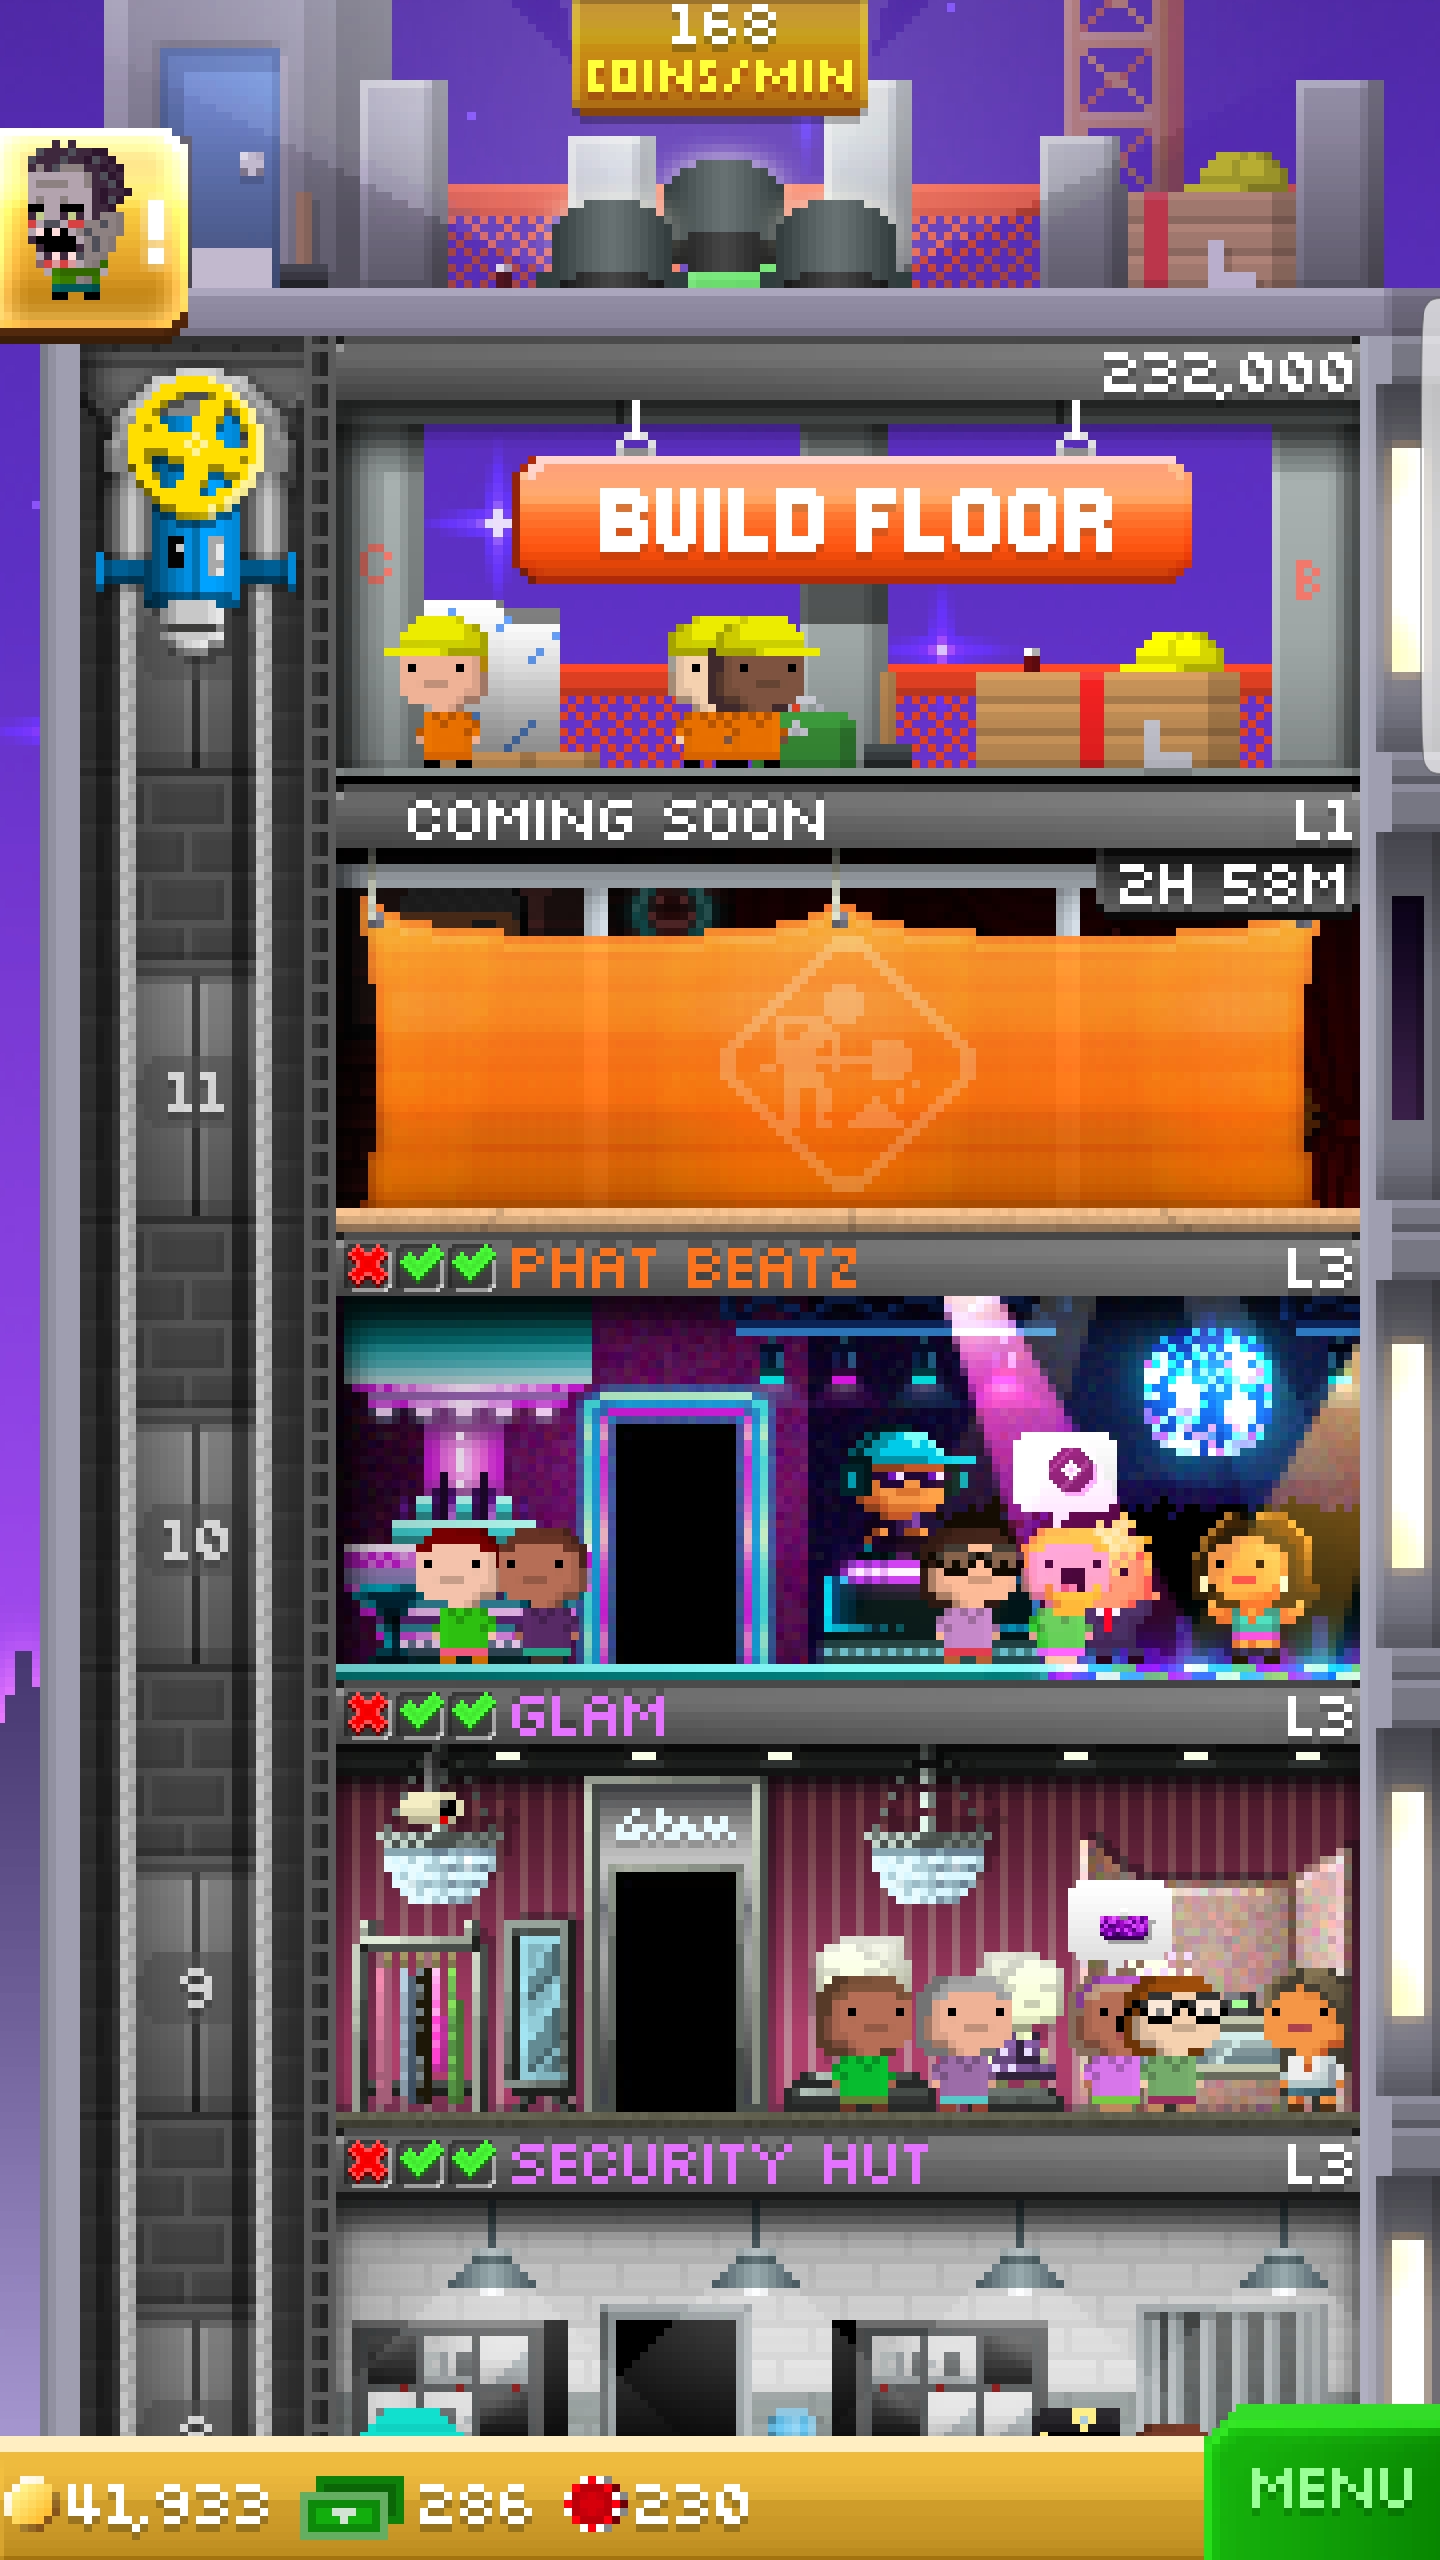 168
COINS/MIN
!
232,000
BUILD FLOOR
C
B
COMING SOON
L1
2H 58M
11
PHAT BEATZ
L3
10
GLAM
L3
Glam
9
SECURITY HUT
L3
41,933
286
230
MENU